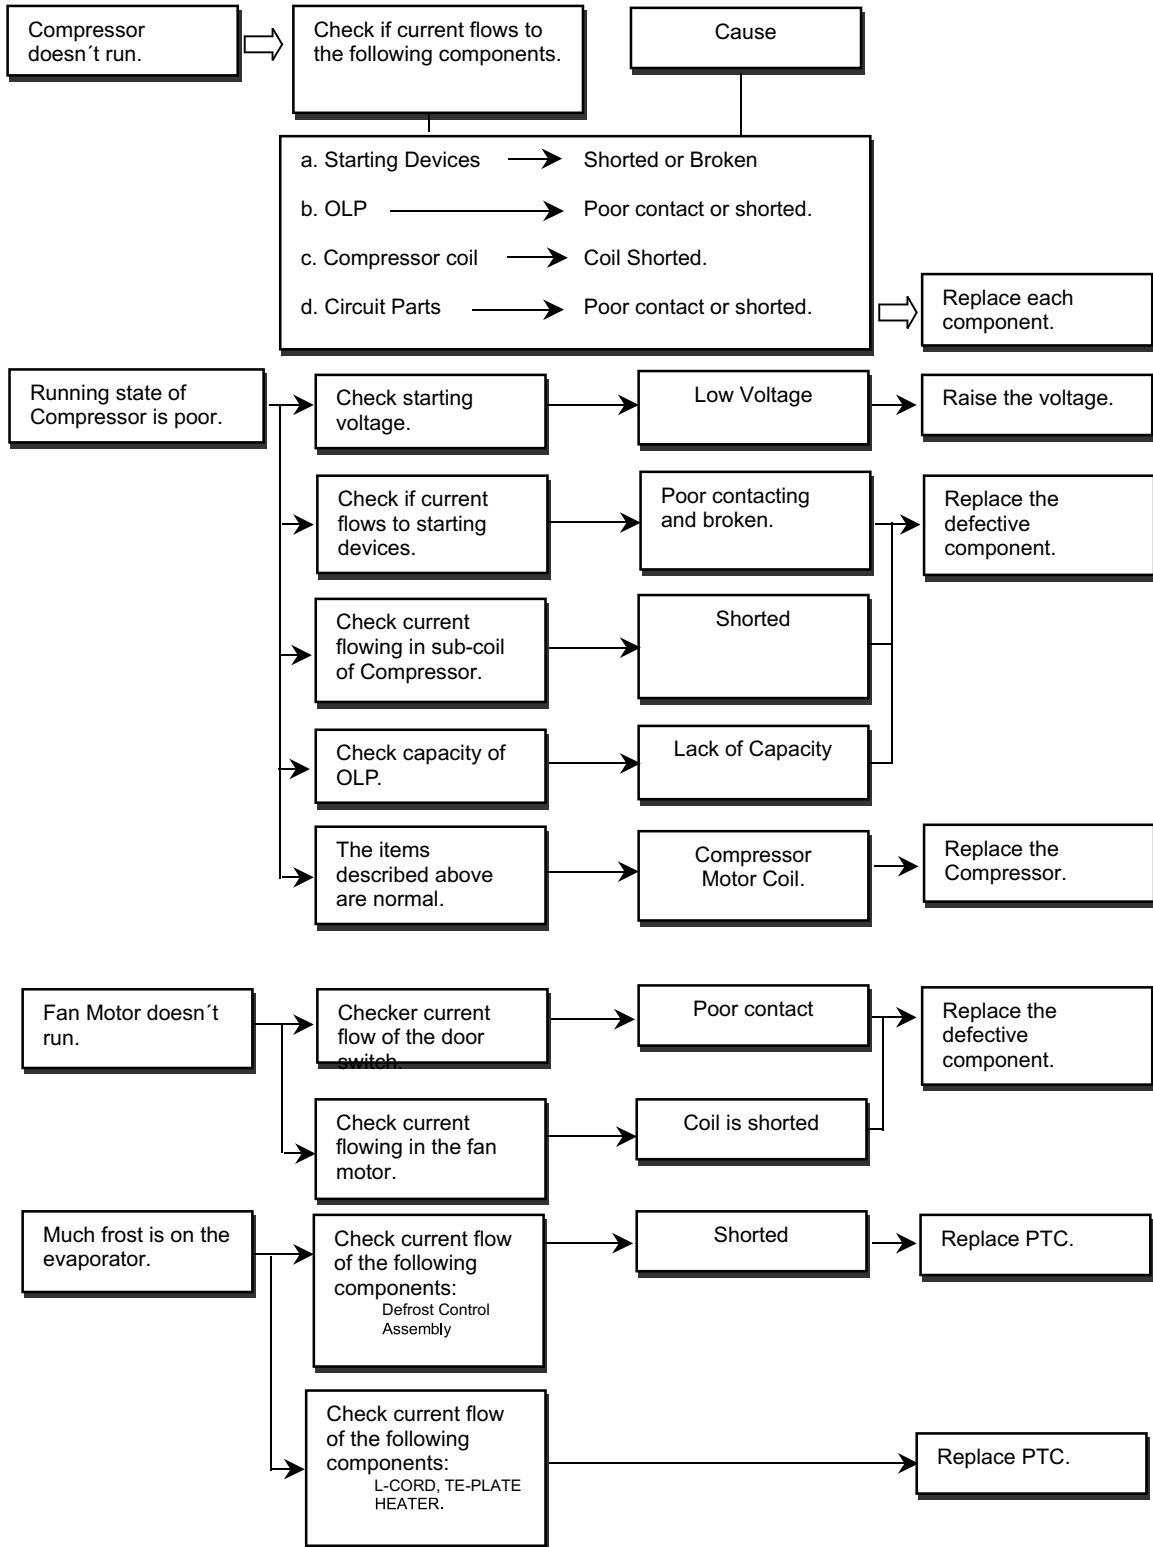 Compressor
doesn´t run.
Check if current flows to
the following components.
Cause
a. Starting Devices
Shorted or Broken
b. OLP
Poor contact or shorted.
c. Compressor coil
Coil Shorted.
d. Circuit Parts
Poor contact or shorted.
Replace each
component.
Running state of
Compressor is poor.
Check starting
voltage.
Low Voltage
Raise the voltage.
Check if current
flows to starting
devices.
Poor contacting
and broken.
Replace the
defective
component.
Check current
flowing in sub-coil
of Compressor.
Shorted
Check capacity of
OLP.
Lack of Capacity
The items
described above
are normal.
Compressor
Motor Coil.
Replace the
Compressor.
Fan Motor doesn´t
run.
Checker current
flow of the door
switch.
Poor contact
Replace the
defective
component.
Check current
flowing in the fan
motor.
Coil is shorted
Much frost is on the
evaporator.
Check current flow
of the following
components:
Defrost Control
Assembly
Shorted
Replace PTC.
Check current flow
of the following
components:
L-CORD, TE-PLATE
HEATER.
Replace PTC.